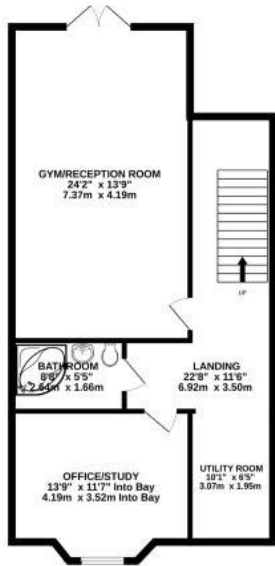 GYM/RECEPTION ROOM
24'2" x 13'9"
7.37m x 4.19m
UP
BATHROOM
8'8" x 5'5"
2.64m x 1.66m
LANDING
22'8" x 11'6"
6.92m x 3.50m
OFFICE/STUDY
13'9" x 11'7" Into Bay
4.19m x 3.52m Into Bay
UTILITY ROOM
10'1" x 6'5"
3.07m x 1.95m